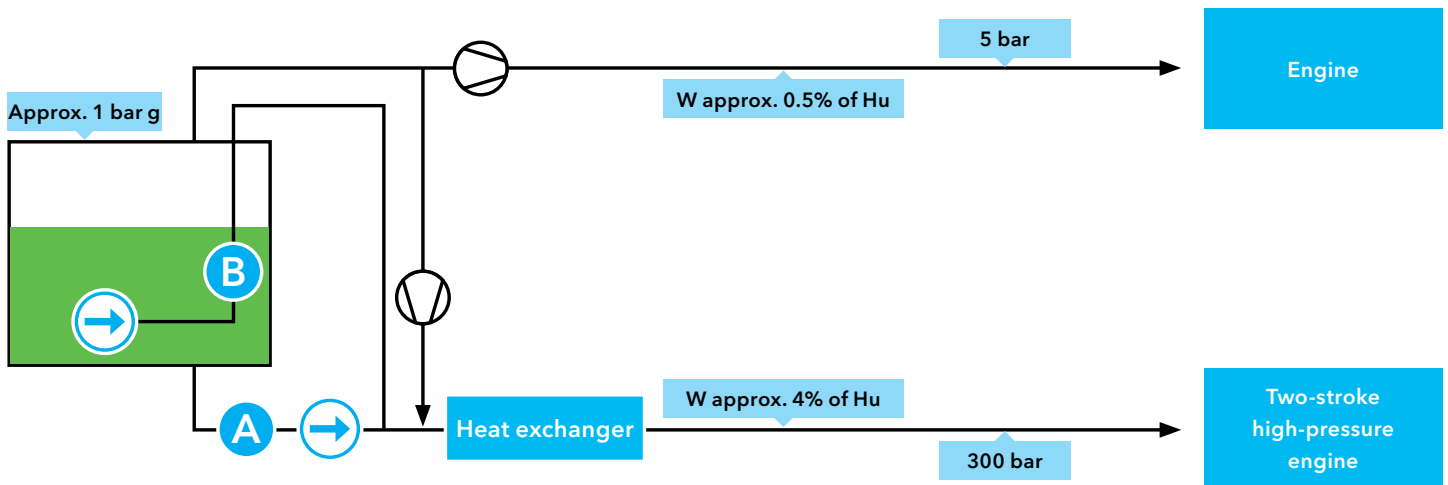 5 bar
Engine
W approx. 0.5% of Hu
Approx. 1 bar g
B
A
Heat exchanger
W approx. 4% of Hu
300 bar
Two-stroke
high-pressure
engine